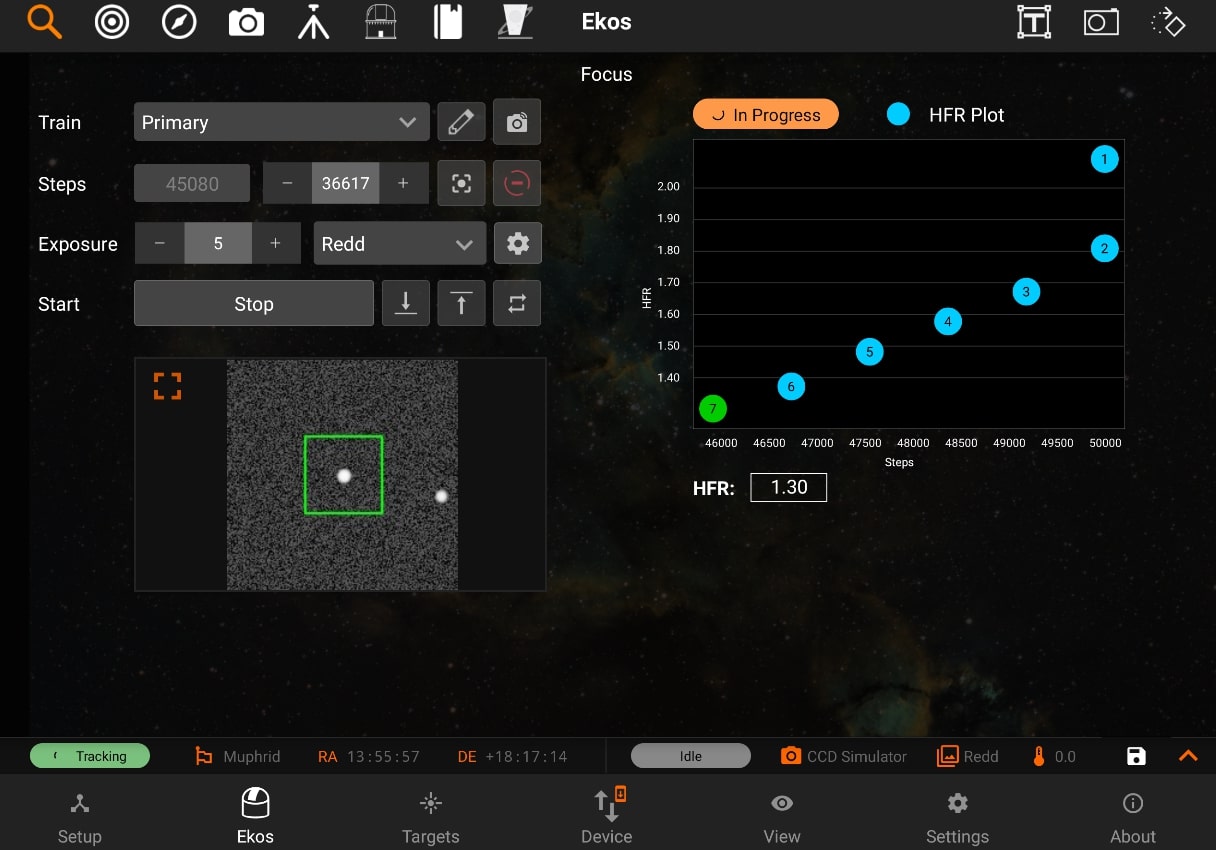 Ekos
Focus
Train
Primary
In Progress
HFR Plot
Steps
45080
− 36617 +
Exposure
− 5 +
Redd
Start
Stop
HFR
2.00
1.90
1.80
1.70
1.60
1.50
1.40
1
2
3
4
5
6
7
46000 46500 47000 47500 48000 48500 49000 49500 50000
Steps
HFR: 1.30
Tracking
Muphrid
RA 13:55:57
DE +18:17:14
Idle
CCD Simulator
Redd
0.0
Setup
Ekos
Targets
Device
View
Settings
About